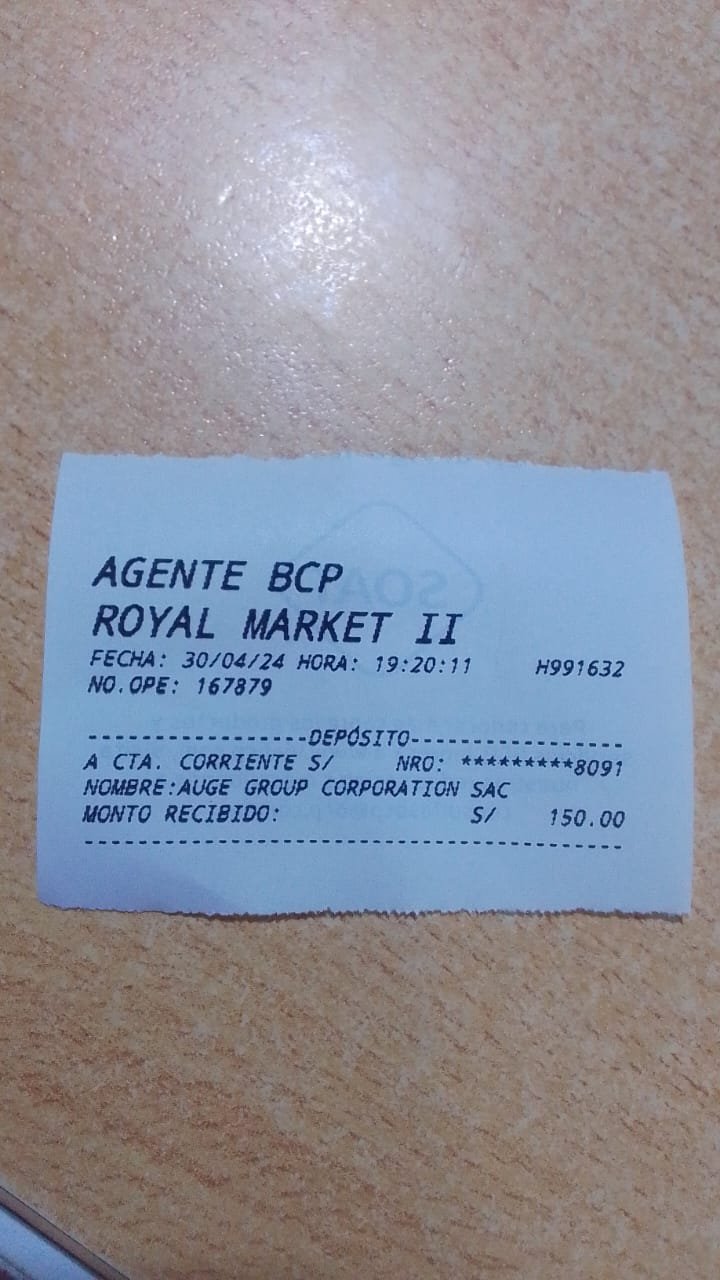 AGENTE BCP
ROYAL MARKET II
FECHA: 30/04/24 HORA: 19:20:11 H991632
NO.OPE: 167879
-----------------DEPÓSITO----------------
A CTA. CORRIENTE S/ NRO: *********8091
NOMBRE:AUGE GROUP CORPORATION SAC
MONTO RECIBIDO: S/ 150.00
-----------------------------------------